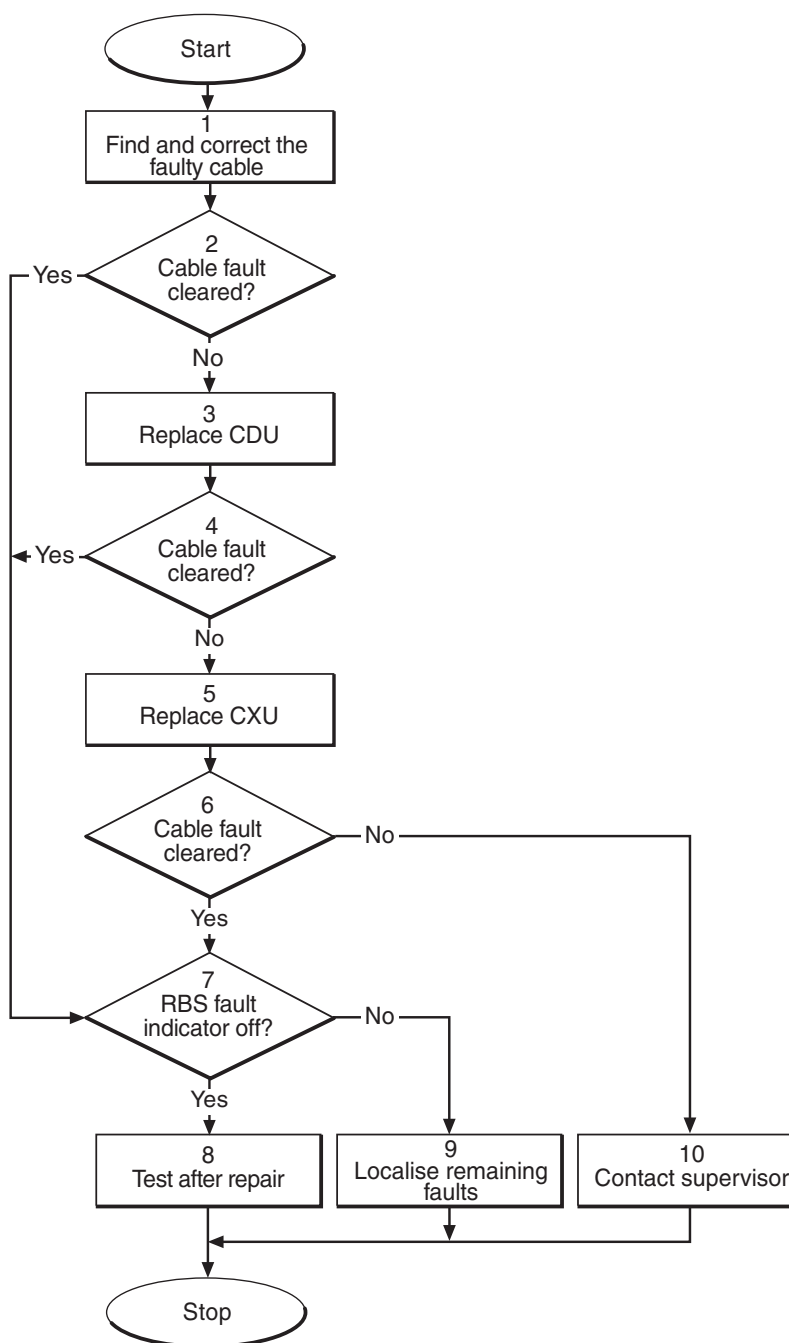 Start
1
Find and correct the
faulty cable
2
Cable fault
cleared?
Yes
No
3
Replace CDU
4
Cable fault
cleared?
Yes
No
5
Replace CXU
6
Cable fault
cleared?
No
Yes
7
RBS fault
indicator off?
No
Yes
8
Test after repair
9
Localise remaining
faults
10
Contact supervisor
Stop